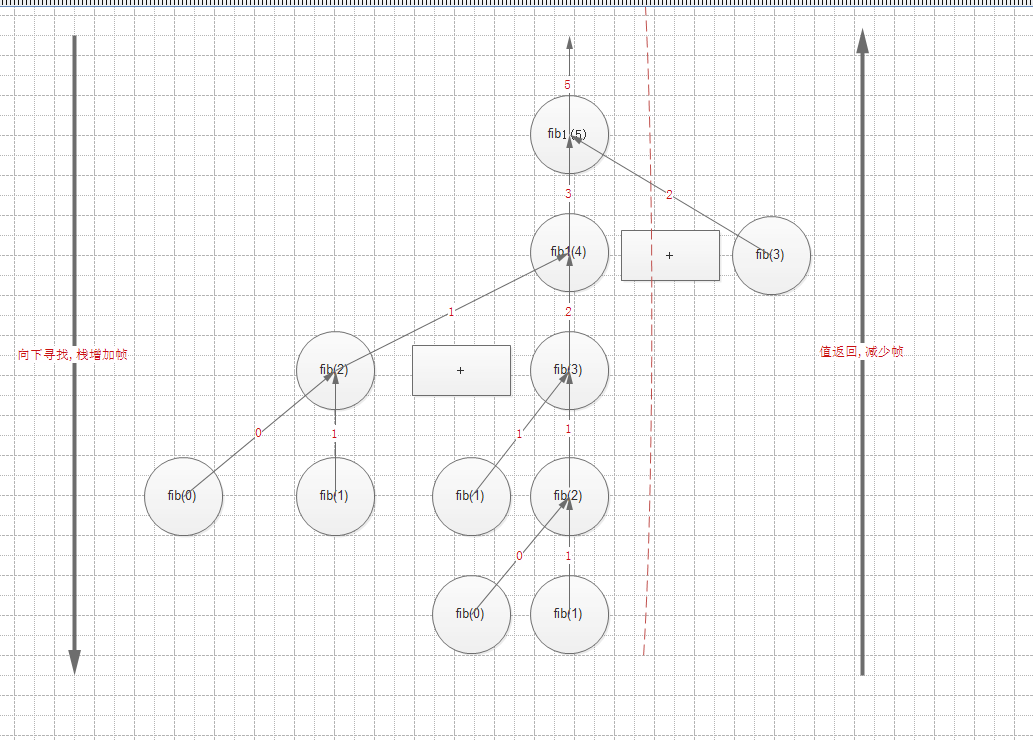 5
fib1(5)
3
2
fib1(4)
+
fib(3)
1
2
向下寻找,栈增加帧
值返回,减少帧
fib(2)
+
fib(3)
0
1
1
1
fib(0)
fib(1)
fib(1)
fib(2)
0
1
fib(0)
fib(1)